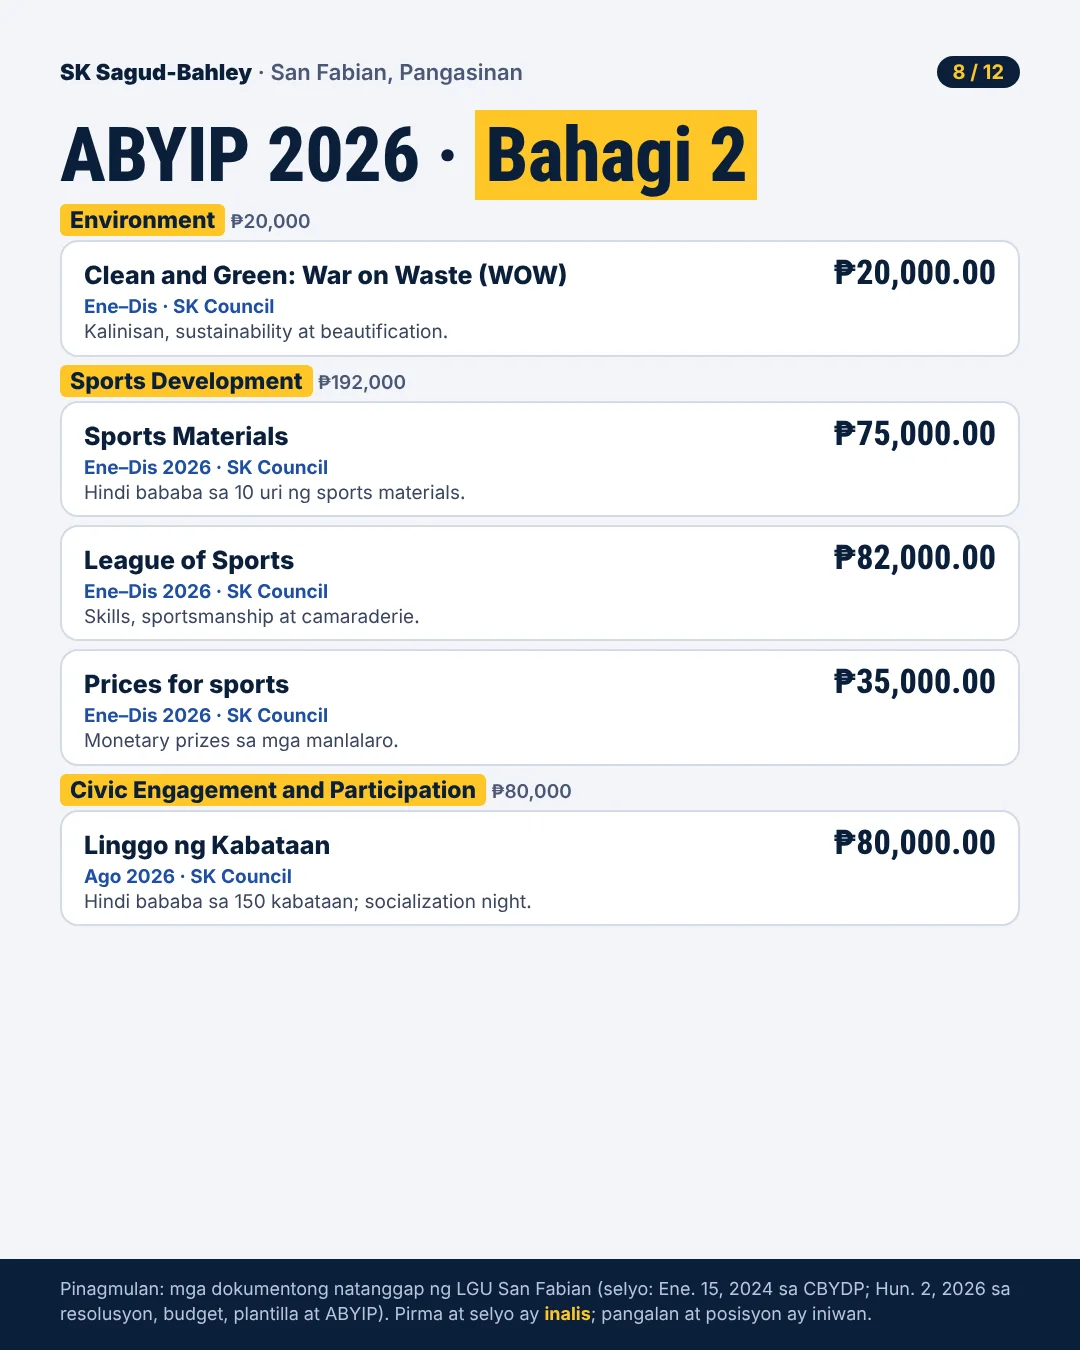 SK Sagud-Bahley · San Fabian, Pangasinan
8 / 12
ABYIP 2026 · Bahagi 2
Environment ₱20,000
Clean and Green: War on Waste (WOW) ₱20,000.00
Ene–Dis · SK Council
Kalinisan, sustainability at beautification.
Sports Development ₱192,000
Sports Materials ₱75,000.00
Ene–Dis 2026 · SK Council
Hindi bababa sa 10 uri ng sports materials.
League of Sports ₱82,000.00
Ene–Dis 2026 · SK Council
Skills, sportsmanship at camaraderie.
Prices for sports ₱35,000.00
Ene–Dis 2026 · SK Council
Monetary prizes sa mga manlalaro.
Civic Engagement and Participation ₱80,000
Linggo ng Kabataan ₱80,000.00
Ago 2026 · SK Council
Hindi bababa sa 150 kabataan; socialization night.
Pinagmulan: mga dokumentong natanggap ng LGU San Fabian (selyo: Ene. 15, 2024 sa CBYDP; Hun. 2, 2026 sa
resolusyon, budget, plantilla at ABYIP). Pirma at selyo ay inalis; pangalan at posisyon ay iniwan.